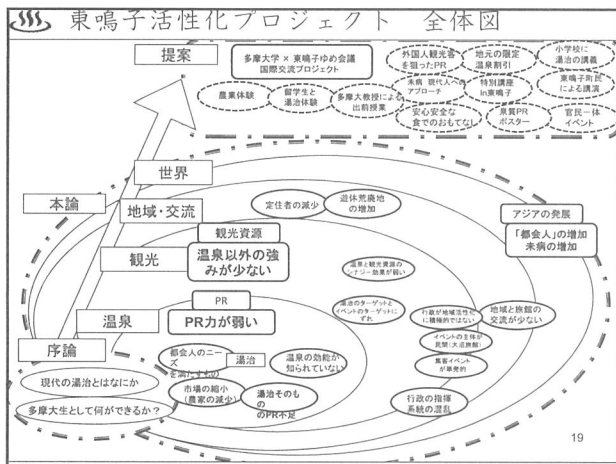 東鳴子活性化プロジェクト　全体図
提案
多摩大学 × 東鳴子ゆめ会議
国際交流プロジェクト
外国人観光客
を狙ったPR
地元の限定
温泉割引
小学校に
湯治の講義
農業体験
留学生と
湯治体験
多摩大教授による
出前授業
未病 現代人への
アプローチ
特別講座
in東鳴子
東鳴子町民
による講演
安心安全な
食でのおもてなし
泉質PR
ポスター
官民一体
イベント
世界
本論
地域・交流
定住者の減少
遊休荒廃地
の増加
アジアの発展
「都会人」の増加
未病の増加
観光資源
観光
温泉以外の強
みが少ない
温泉と観光資源の
シナジー効果が弱い
PR
温泉
PR力が弱い
湯治のターゲットと
イベントのターゲットに
ずれ
行政が地域活性化
に積極的ではない
地域と旅館の
交流が少ない
序論
イベントの主体が
民間(大沼旅館)
都会人のニーズ
を満たすもの
湯治
温泉の効能が
知られていない
集客イベント
が単発的
現代の湯治とはなにか
市場の縮小
(農家の減少)
湯治そのもの
のPR不足
行政の指揮
系統の混乱
多摩大生として何ができるか？
19